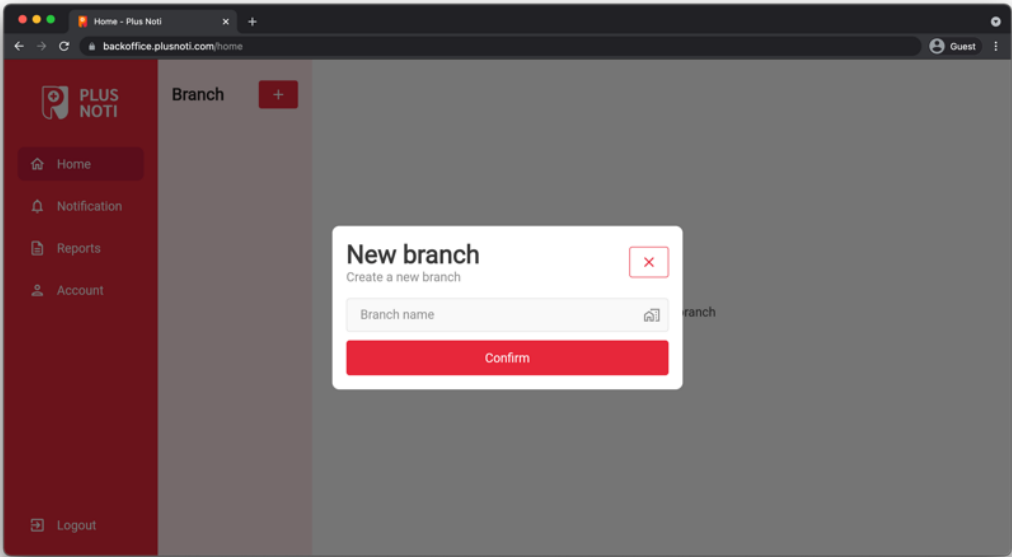 Home - Plus Noti
backoffice.plusnoti.com/home
Guest
PLUS
NOTI
Home
Notification
Reports
Account
Logout
Branch
New branch
Create a new branch
Branch name
Confirm
ranch